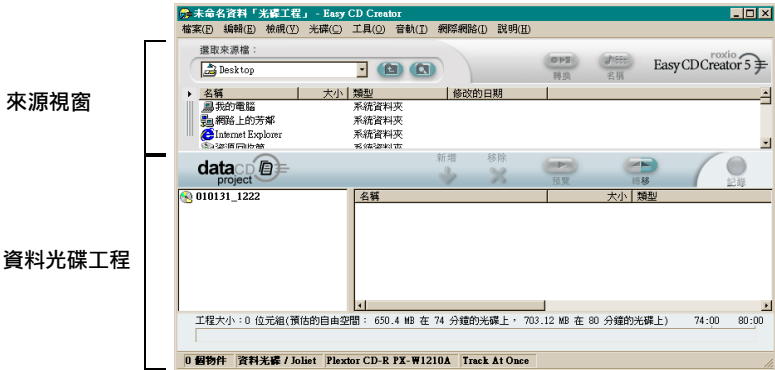 未命名資料「光碟工程」 - Easy CD Creator
檔案(F) 編輯(E) 檢視(V) 光碟(C) 工具(O) 音軌(T) 網際網路(I) 說明(H)
選取來源檔：
Desktop
轉換
名稱
roxio
Easy CD Creator 5
來源視窗
名稱 大小 類型 修改的日期
我的電腦 系統資料夾
網路上的芳鄰 系統資料夾
Internet Explorer 系統資料夾
資源回收筒 系統資料夾
data CD project
新增 移除
預覽
轉移
記錄
010131_1222
名稱 大小 類型
資料光碟工程
工程大小：0 位元組(預估的自由空間： 650.4 MB 在 74 分鐘的光碟上， 703.12 MB 在 80 分鐘的光碟上) 74:00 80:00
0 個物件 資料光碟 / Joliet Plextor CD-R PX-W1210A Track At Once